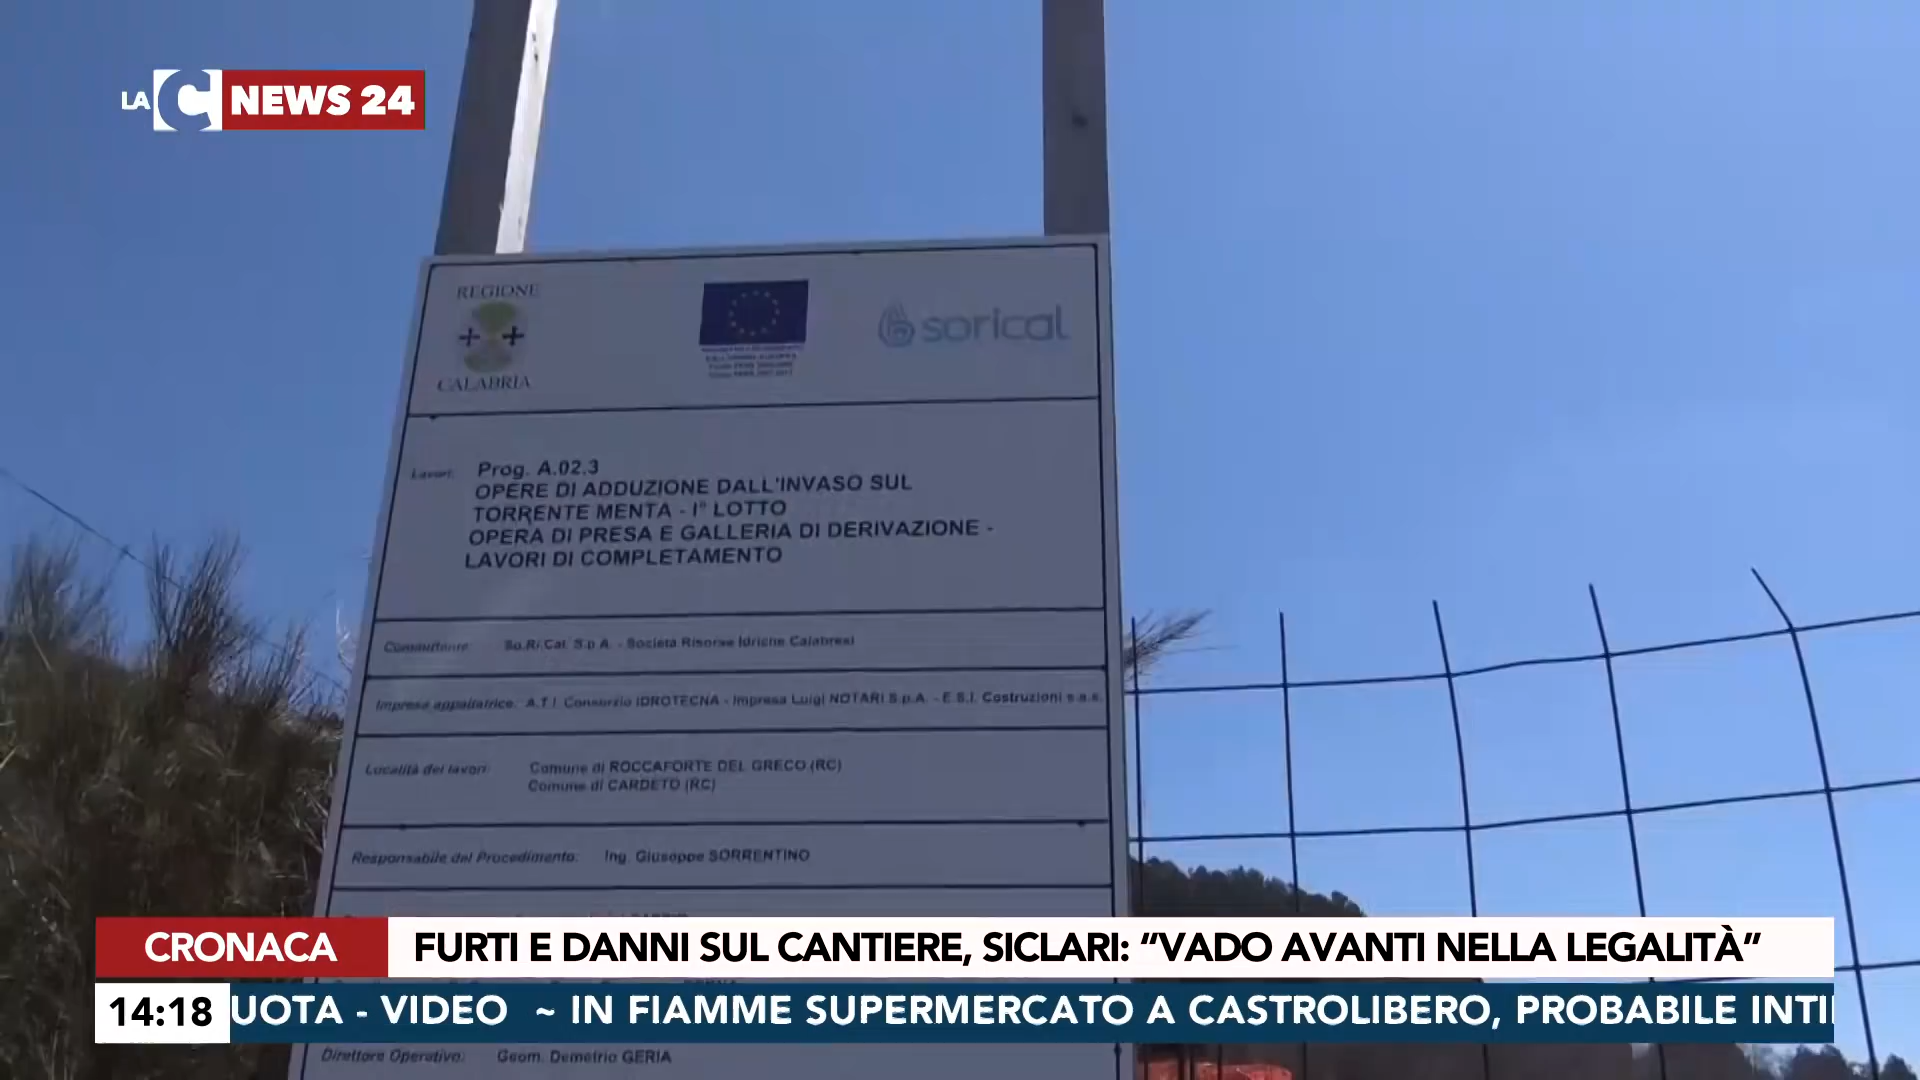 LA C NEWS 24
REGIONE
CALABRIA
sorical
Lavori: Prog. A.02.3
OPERE DI ADDUZIONE DALL'INVASO SUL
TORRENTE MENTA - I° LOTTO
OPERA DI PRESA E GALLERIA DI DERIVAZIONE -
LAVORI DI COMPLETAMENTO
Committente: So.Ri.Cal. S.p.A. - Società Risorse Idriche Calabresi
Impresa appaltatrice: A.T.I. Consorzio IDROTECNA - Impresa Luigi NOTARI S.p.A. - E.S.I. Costruzioni s.a.s.
Località dei lavori: Comune di ROCCAFORTE DEL GRECO (RC)
Comune di CARDETO (RC)
Responsabile del Procedimento: Ing. Giuseppe SORRENTINO
CRONACA FURTI E DANNI SUL CANTIERE, SICLARI: “VADO AVANTI NELLA LEGALITÀ”
14:18 UOTA - VIDEO ~ IN FIAMME SUPERMERCATO A CASTROLIBERO, PROBABILE INTI
Direttore Operativo: Geom. Demetrio GERIA